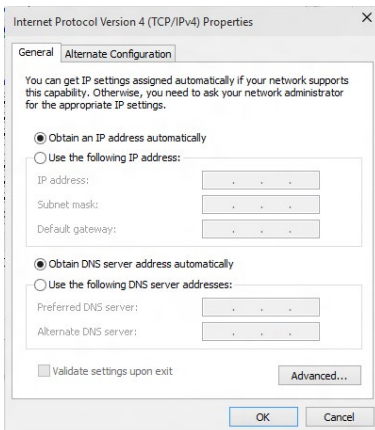 Internet Protocol Version 4 (TCP/IPv4) Properties
General
Alternate Configuration
You can get IP settings assigned automatically if your network supports
this capability. Otherwise, you need to ask your network administrator
for the appropriate IP settings.
Obtain an IP address automatically
Use the following IP address:
IP address:
Subnet mask:
Default gateway:
Obtain DNS server address automatically
Use the following DNS server addresses:
Preferred DNS server:
Alternate DNS server:
Validate settings upon exit
Advanced...
OK
Cancel